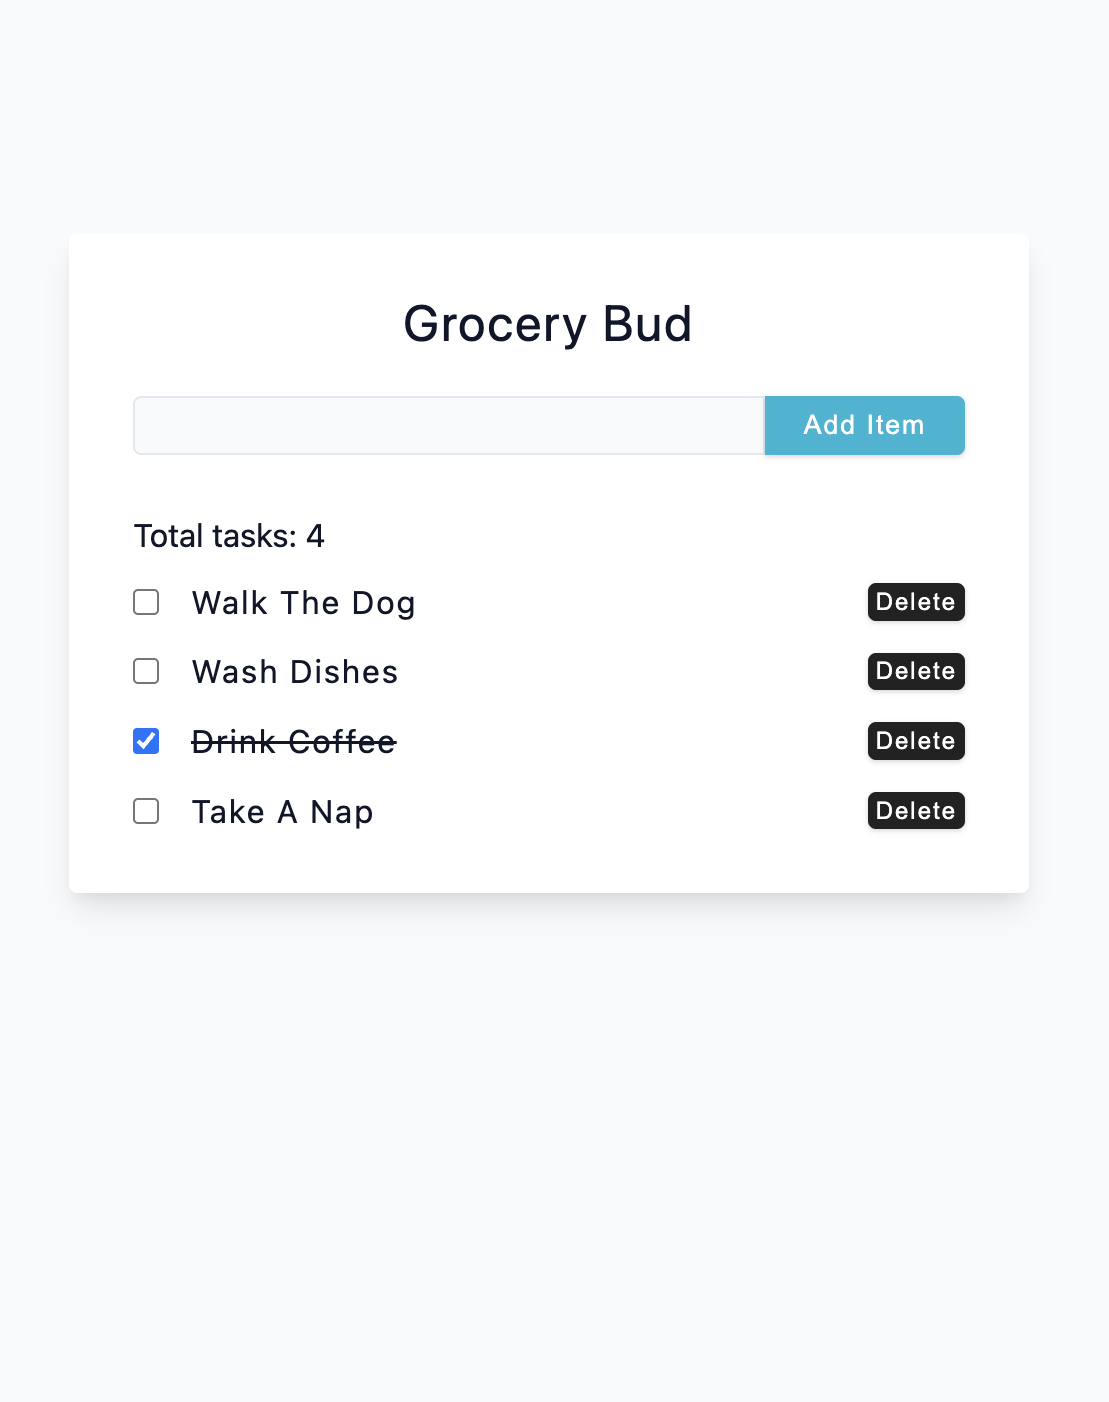 Grocery Bud
Add Item
Total tasks: 4
Walk The Dog Delete
Wash Dishes Delete
Drink Coffee Delete
Take A Nap Delete